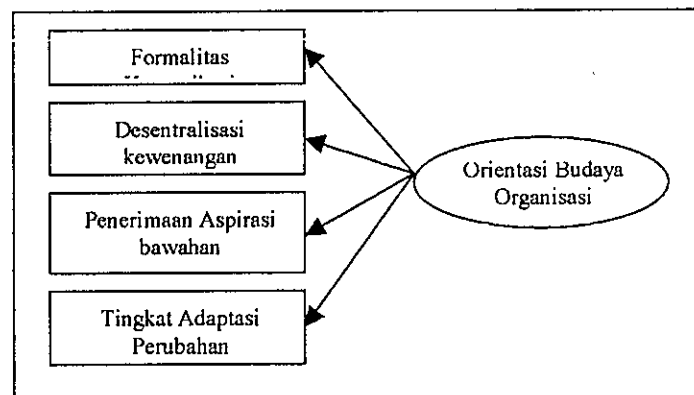 Formalitas
Desentralisasi
kewenangan
Penerimaan Aspirasi
bawahan
Tingkat Adaptasi
Perubahan
Orientasi Budaya
Organisasi